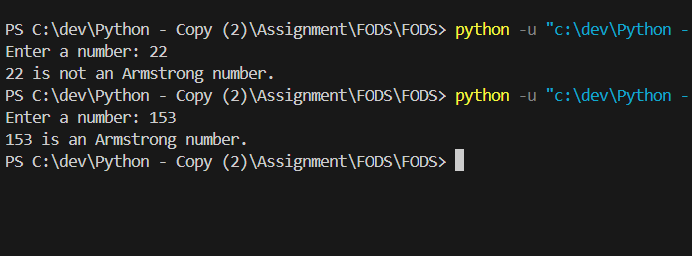 PS C:\dev\Python - Copy (2)\Assignment\FODS\FODS> python -u "c:\dev\Python -
Enter a number: 22
22 is not an Armstrong number.
PS C:\dev\Python - Copy (2)\Assignment\FODS\FODS> python -u "c:\dev\Python -
Enter a number: 153
153 is an Armstrong number.
PS C:\dev\Python - Copy (2)\Assignment\FODS\FODS>